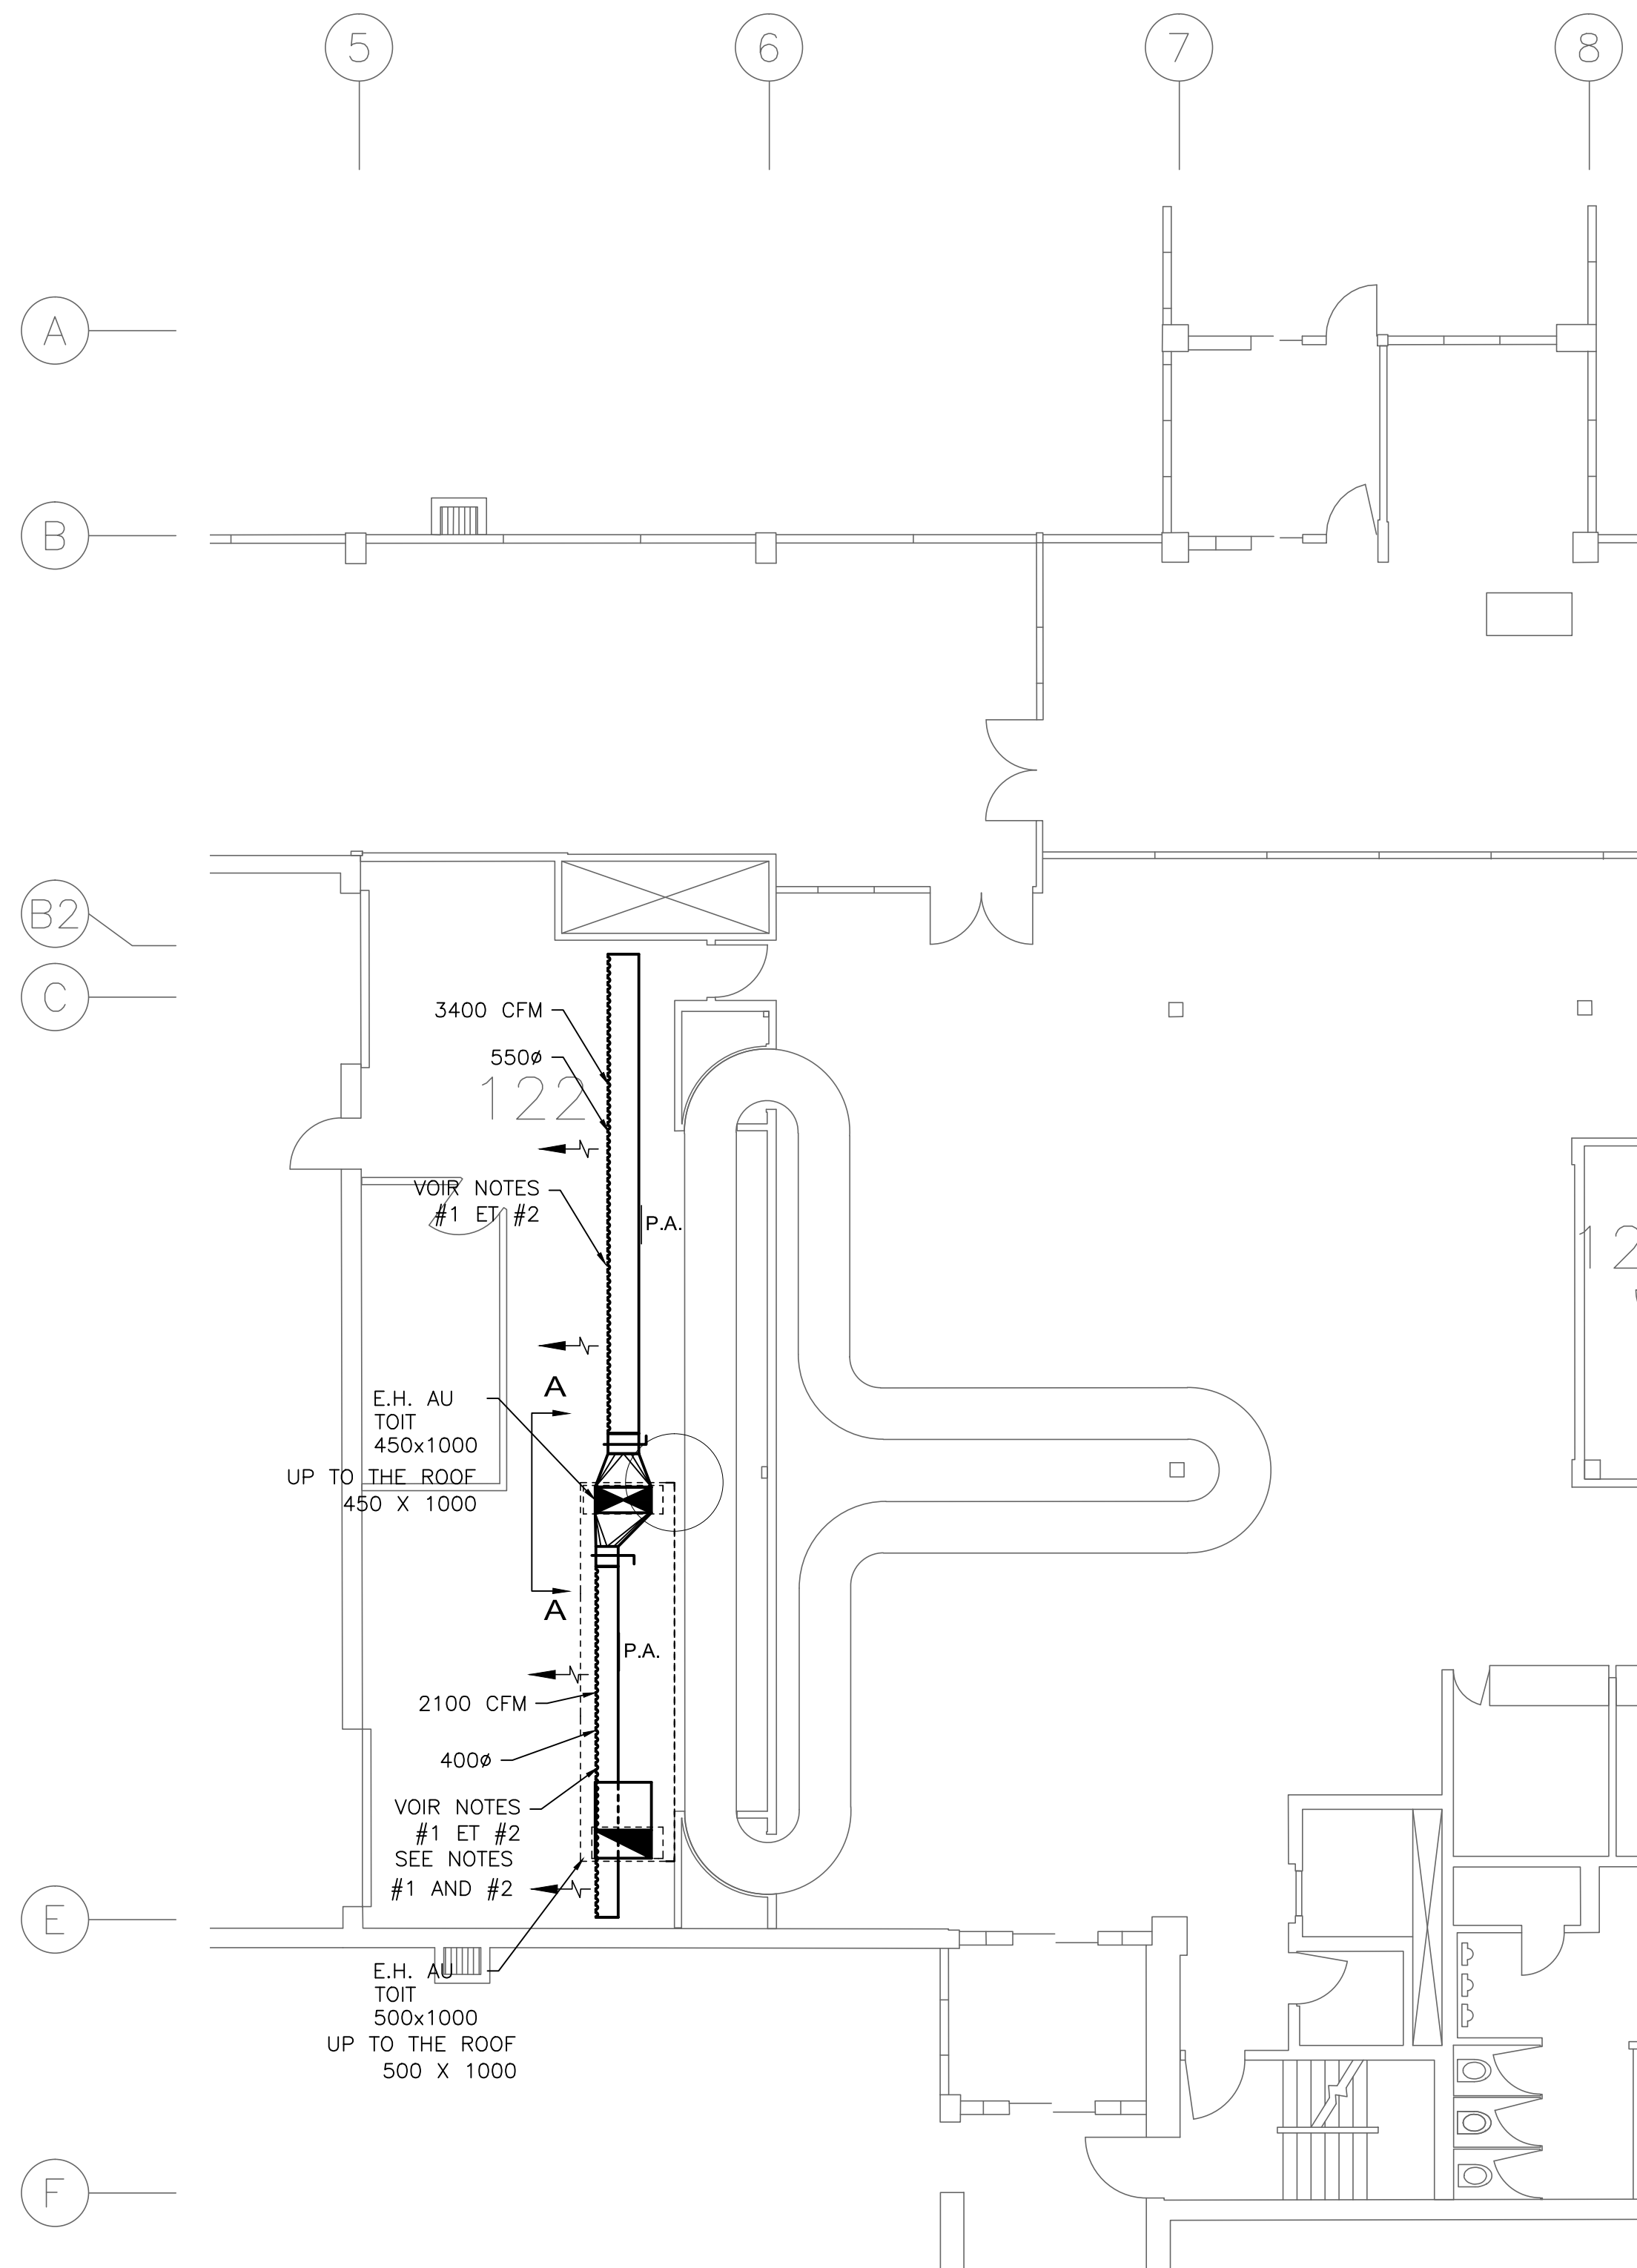 5
6
7
8
A
B
B2
C
3400 CFM
550ø
122
VOIR NOTES
#1 ET #2
P.A.
12
A
E.H. AU
TOIT
450x1000
UP TO THE ROOF
450 X 1000
A
P.A.
2100 CFM
400ø
VOIR NOTES
#1 ET #2
SEE NOTES
#1 AND #2
E
E.H. AU
TOIT
500x1000
UP TO THE ROOF
500 X 1000
F